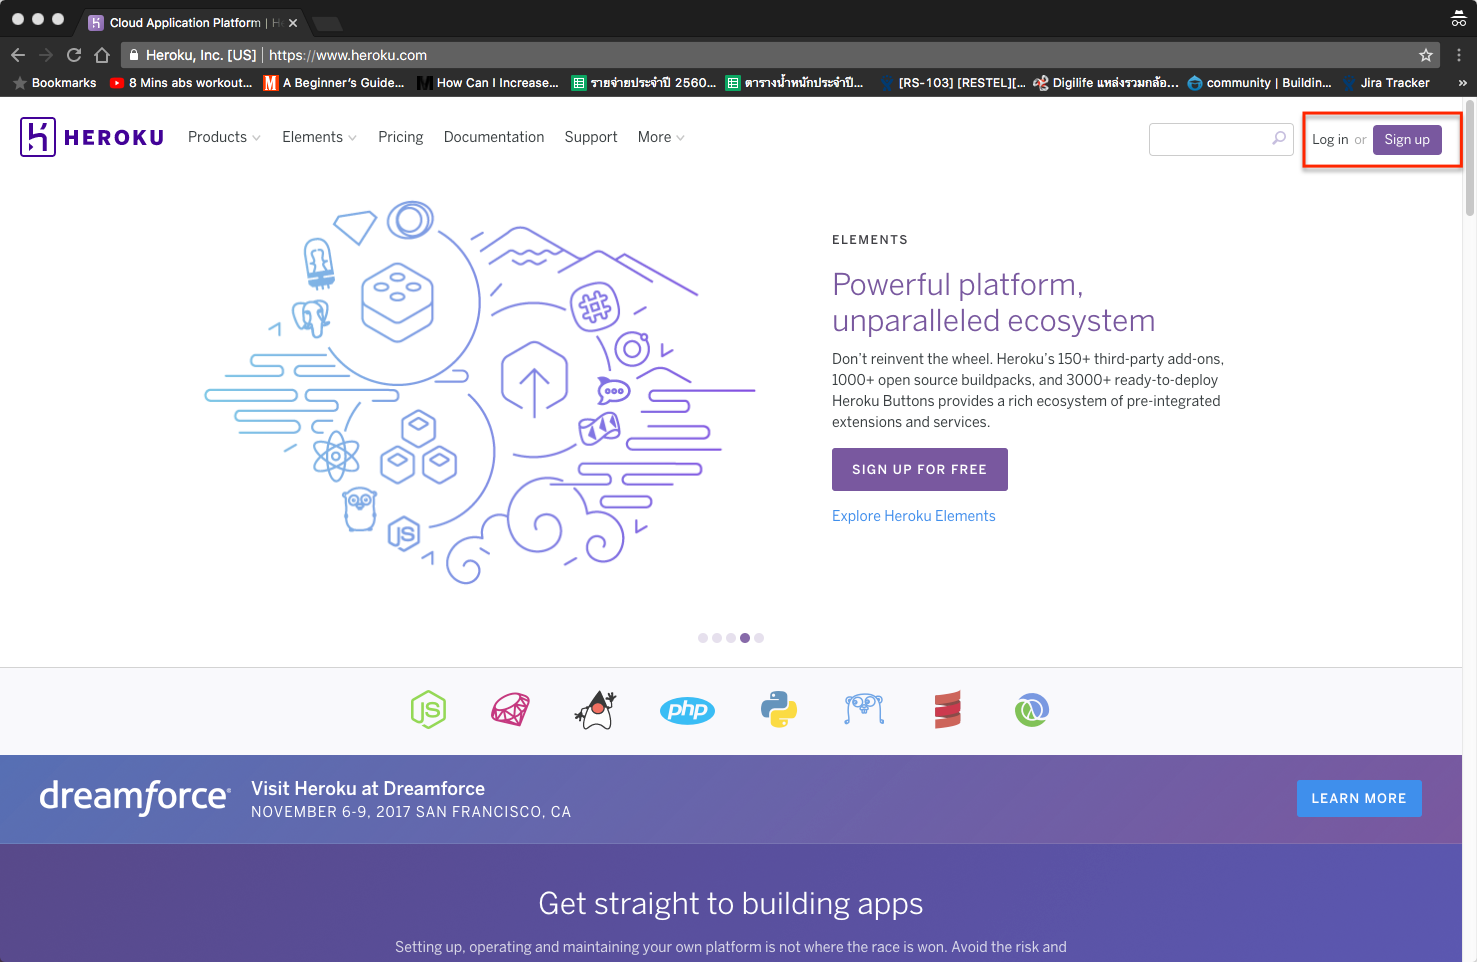 Cloud Application Platform | H
Heroku, Inc. [US] | https://www.heroku.com
Bookmarks 8 Mins abs workout... A Beginner's Guide... How Can I Increase... รายจ่ายประจำปี 2560... ตารางน้ำหนักประจำปี... [RS-103] [RESTEL][... Digilife แหล่งรวมกล้อ... community | Buildin... Jira Tracker »
HEROKU Products Elements Pricing Documentation Support More Log in or Sign up
ELEMENTS
Powerful platform,
unparalleled ecosystem
Don't reinvent the wheel. Heroku's 150+ third-party add-ons,
1000+ open source buildpacks, and 3000+ ready-to-deploy
Heroku Buttons provides a rich ecosystem of pre-integrated
extensions and services.
SIGN UP FOR FREE
Explore Heroku Elements
JS
JS php
dreamforce
Visit Heroku at Dreamforce
NOVEMBER 6-9, 2017 SAN FRANCISCO, CA
LEARN MORE
Get straight to building apps
Setting up, operating and maintaining your own platform is not where the race is won. Avoid the risk and